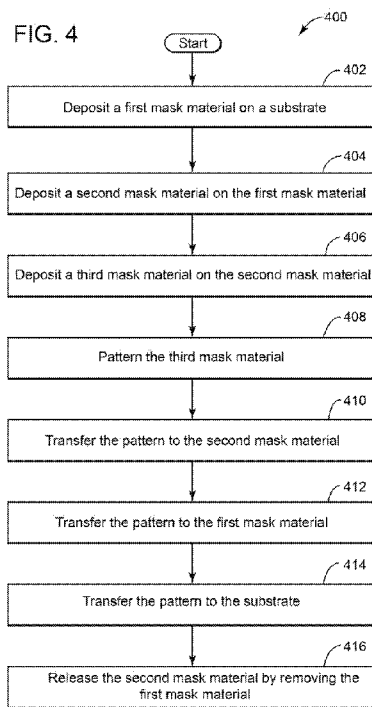 FIG. 4
400
Start
402
Deposit a first mask material on a substrate
404
Deposit a second mask material on the first mask material
406
Deposit a third mask material on the second mask material
408
Pattern the third mask material
410
Transfer the pattern to the second mask material
412
Transfer the pattern to the first mask material
414
Transfer the pattern to the substrate
416
Release the second mask material by removing the
first mask material